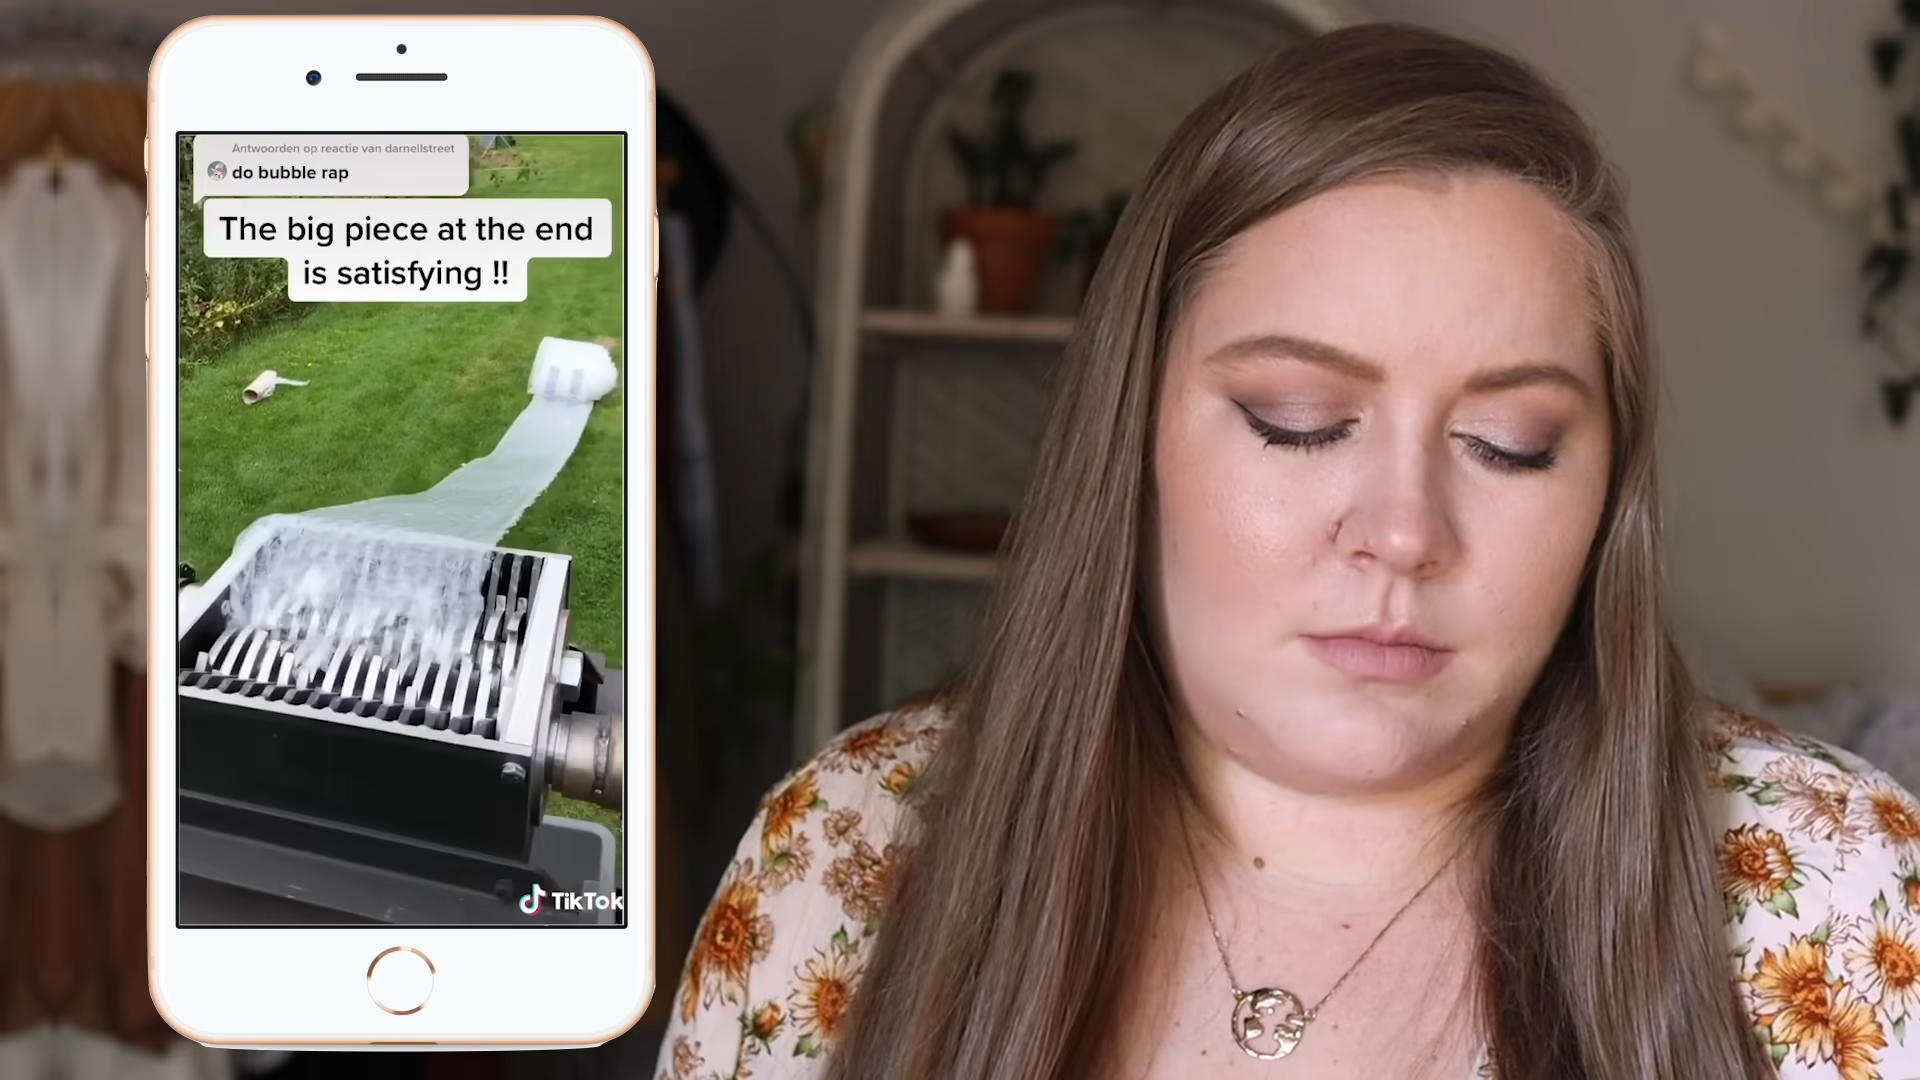 Antwoorden op reactie van darnellstreet
do bubble rap
The big piece at the end
is satisfying !!
TikTok